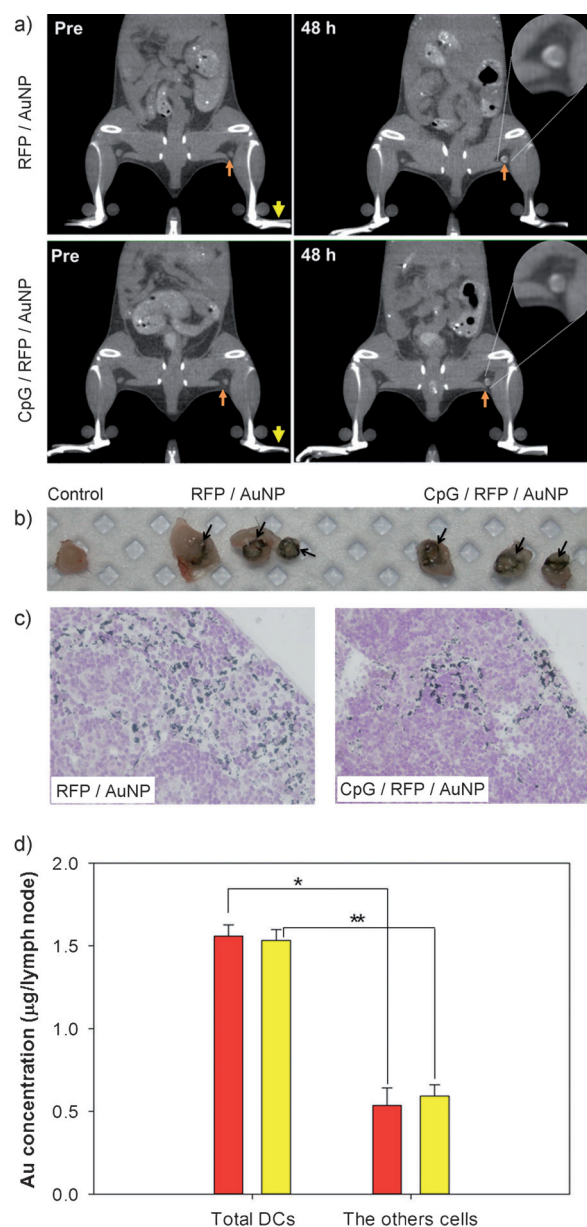 a)
Pre
48 h
RFP / AuNP
Pre
48 h
CpG / RFP / AuNP
b)
Control RFP / AuNP CpG / RFP / AuNP
c)
RFP / AuNP
CpG / RFP / AuNP
d)
Au concentration (µg/lymph node)
2.0
1.5
1.0
0.5
0.0
*
**
Total DCs The others cells